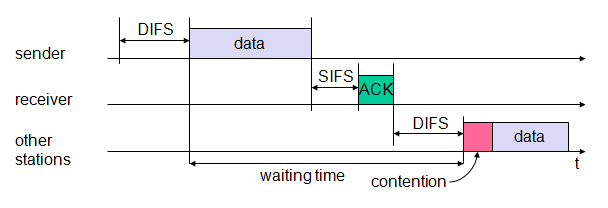 DIFS
data
sender
SIFS
ACK
receiver
DIFS
other
stations
data
t
waiting time
contention